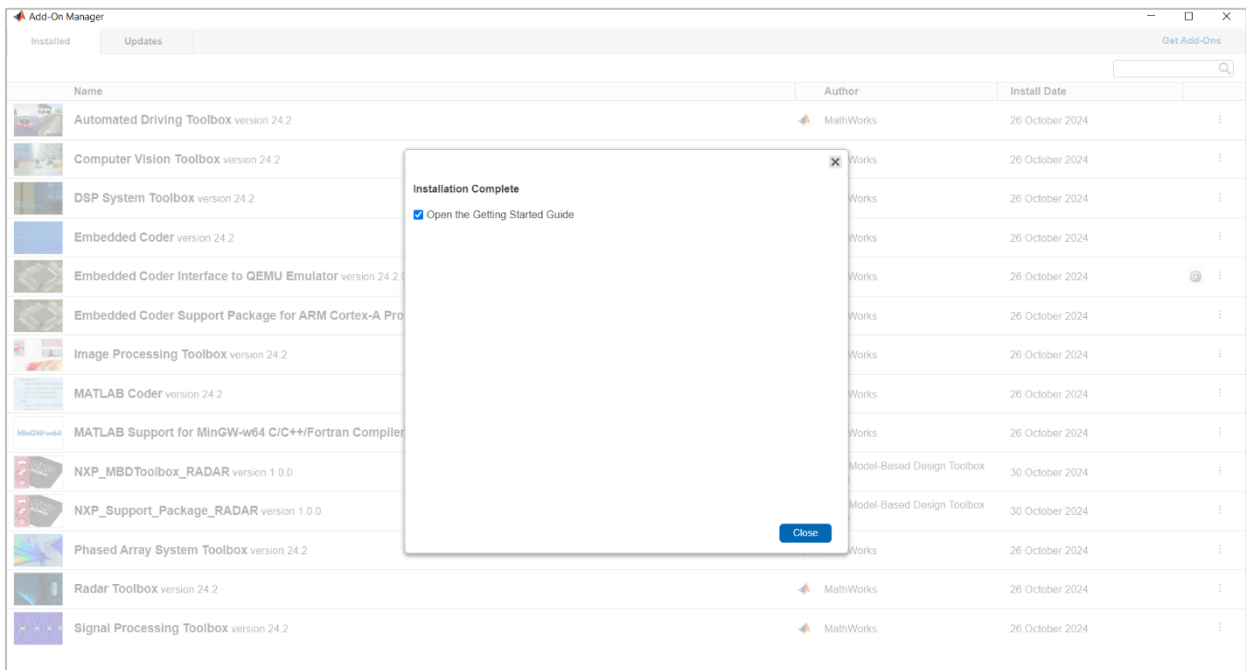 Add-On Manager
Installed Updates Get Add-Ons
Name Author Install Date
Automated Driving Toolbox version 24.2 MathWorks 26 October 2024
Computer Vision Toolbox version 24.2 Works 26 October 2024
DSP System Toolbox version 24.2 Works 26 October 2024
Embedded Coder version 24.2 Works 26 October 2024
Embedded Coder Interface to QEMU Emulator version 24.2.0 Works 26 October 2024
Embedded Coder Support Package for ARM Cortex-A Pro Works 26 October 2024
Image Processing Toolbox version 24.2 Works 26 October 2024
MATLAB Coder version 24.2 Works 26 October 2024
MinGW-w64 MATLAB Support for MinGW-w64 C/C++/Fortran Compiler Works 26 October 2024
NXP_MBDToolbox_RADAR version 1.0.0 Model-Based Design Toolbox 30 October 2024
NXP_Support_Package_RADAR version 1.0.0 Model-Based Design Toolbox 30 October 2024
Phased Array System Toolbox version 24.2 Works 26 October 2024
Radar Toolbox version 24.2 MathWorks 26 October 2024
Signal Processing Toolbox version 24.2 MathWorks 26 October 2024
Installation Complete
Open the Getting Started Guide
Close